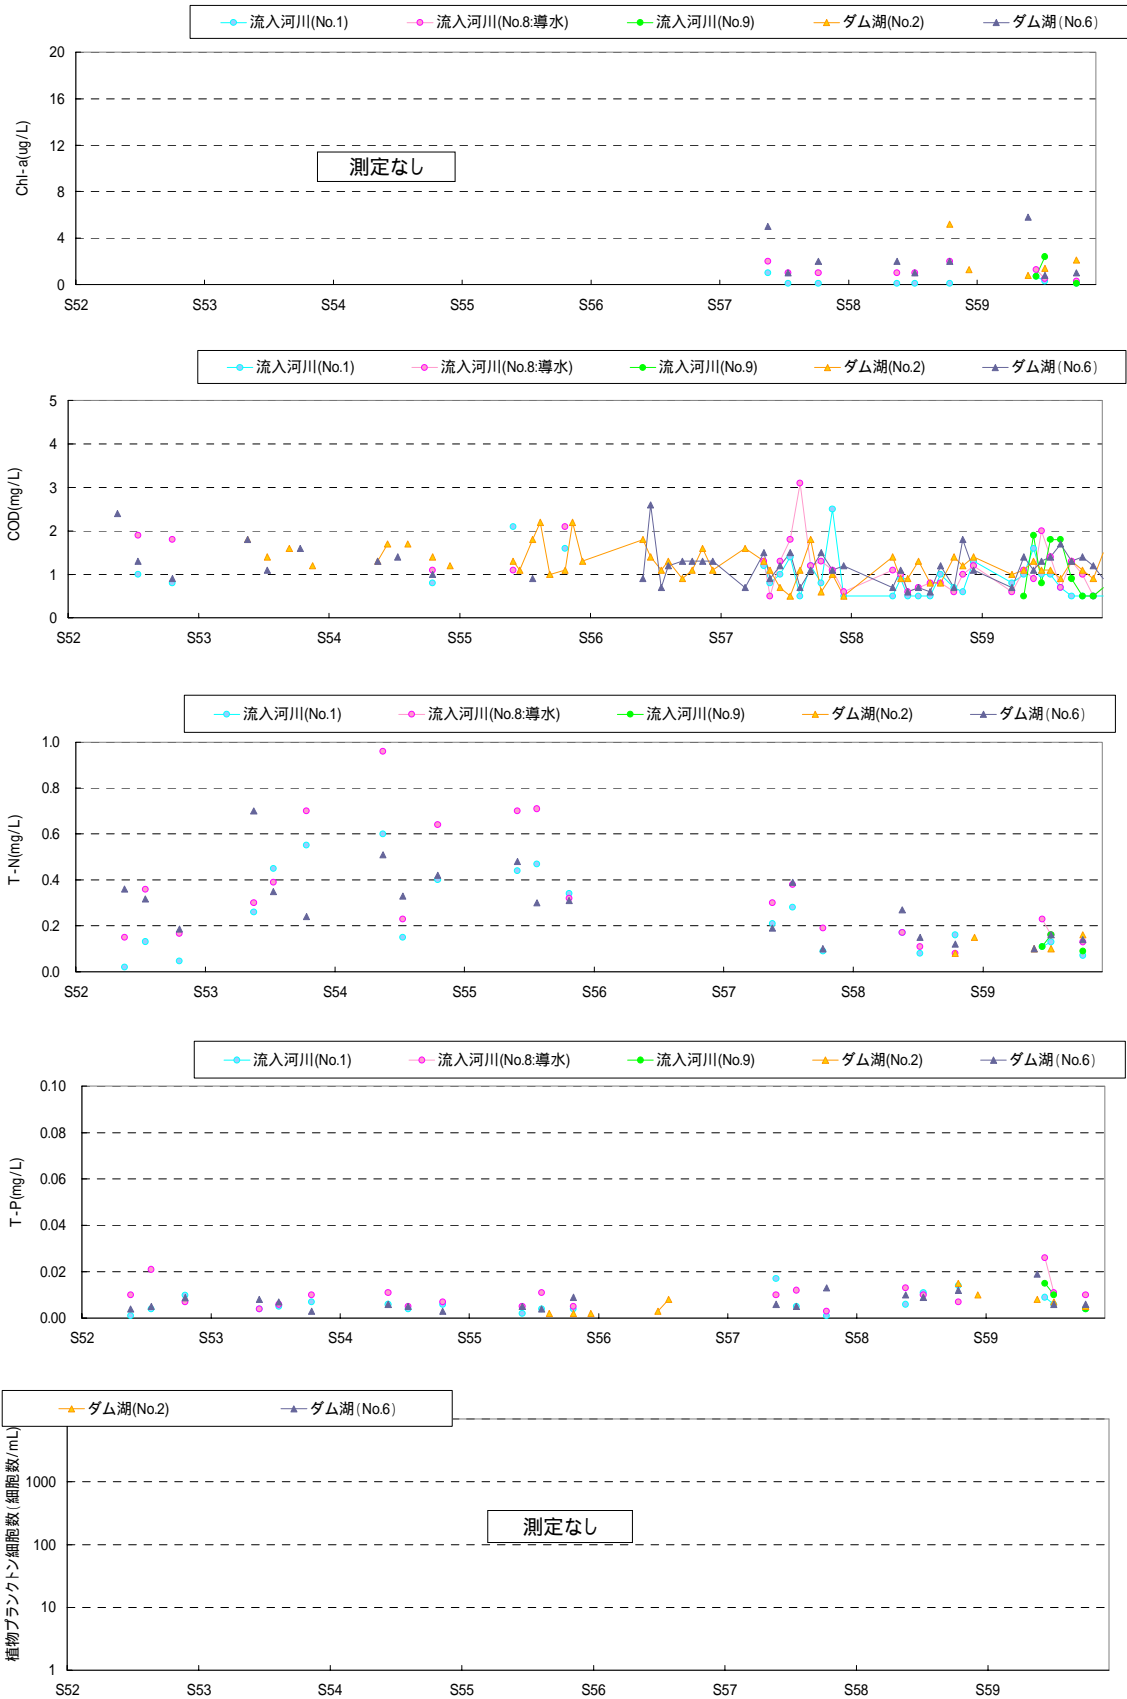 流入河川(No.1) 流入河川(No.8:導水) 流入河川(No.9) ダム湖(No.2) ダム湖(No.6)
Chl-a(ug/L)
20
16
12
8
4
0
測定なし
S52 S53 S54 S55 S56 S57 S58 S59
流入河川(No.1) 流入河川(No.8:導水) 流入河川(No.9) ダム湖(No.2) ダム湖(No.6)
COD(mg/L)
5
4
3
2
1
0
S52 S53 S54 S55 S56 S57 S58 S59
流入河川(No.1) 流入河川(No.8:導水) 流入河川(No.9) ダム湖(No.2) ダム湖(No.6)
T-N(mg/L)
1.0
0.8
0.6
0.4
0.2
0.0
S52 S53 S54 S55 S56 S57 S58 S59
流入河川(No.1) 流入河川(No.8:導水) 流入河川(No.9) ダム湖(No.2) ダム湖(No.6)
T-P(mg/L)
0.10
0.08
0.06
0.04
0.02
0.00
S52 S53 S54 S55 S56 S57 S58 S59
ダム湖(No.2) ダム湖(No.6)
植物プランクトン細胞数(細胞数/mL)
1000
100
10
1
測定なし
S52 S53 S54 S55 S56 S57 S58 S59